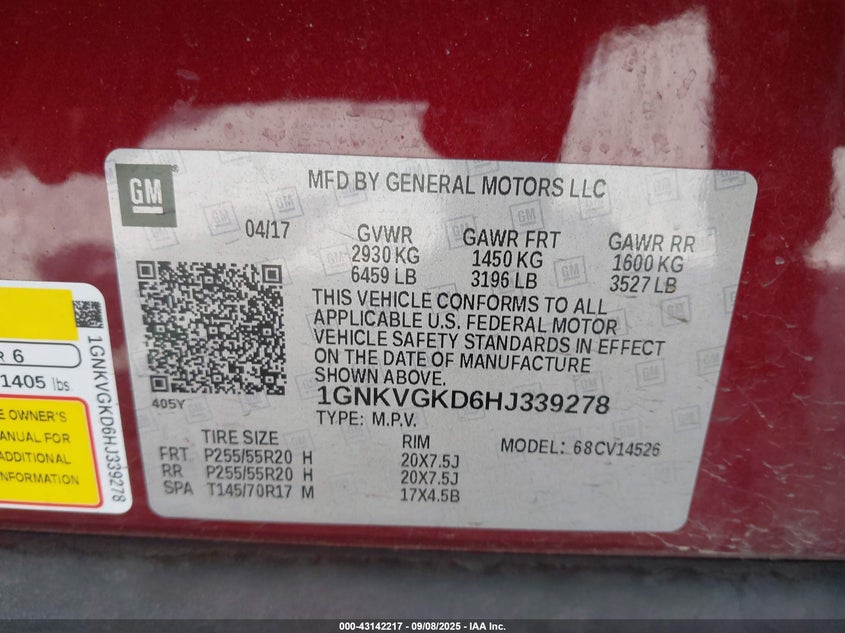 GM
MFD BY GENERAL MOTORS LLC
04/17
GVWR
2930 KG
6459 LB
GAWR FRT
1450 KG
3196 LB
GAWR RR
1600 KG
3527 LB
THIS VEHICLE CONFORMS TO ALL
APPLICABLE U.S. FEDERAL MOTOR
VEHICLE SAFETY STANDARDS IN EFFECT
ON THE DATE OF MANUFACTURE
SHOWN ABOVE.
405Y
1GNKVGKD6HJ339278
TYPE: M.P.V.
TIRE SIZE
RIM
MODEL: 68CV14526
FRT P255/55R20 H 20X7.5J
RR P255/55R20 H 20X7.5J
SPA T145/70R17 M 17X4.5B
R 6
1405 lbs.
OWNER'S
ANUAL FOR
ADDITIONAL
INFORMATION
1GNKVGKD6HJ339278
000-43142217 - 09/08/2025 - IAA Inc.